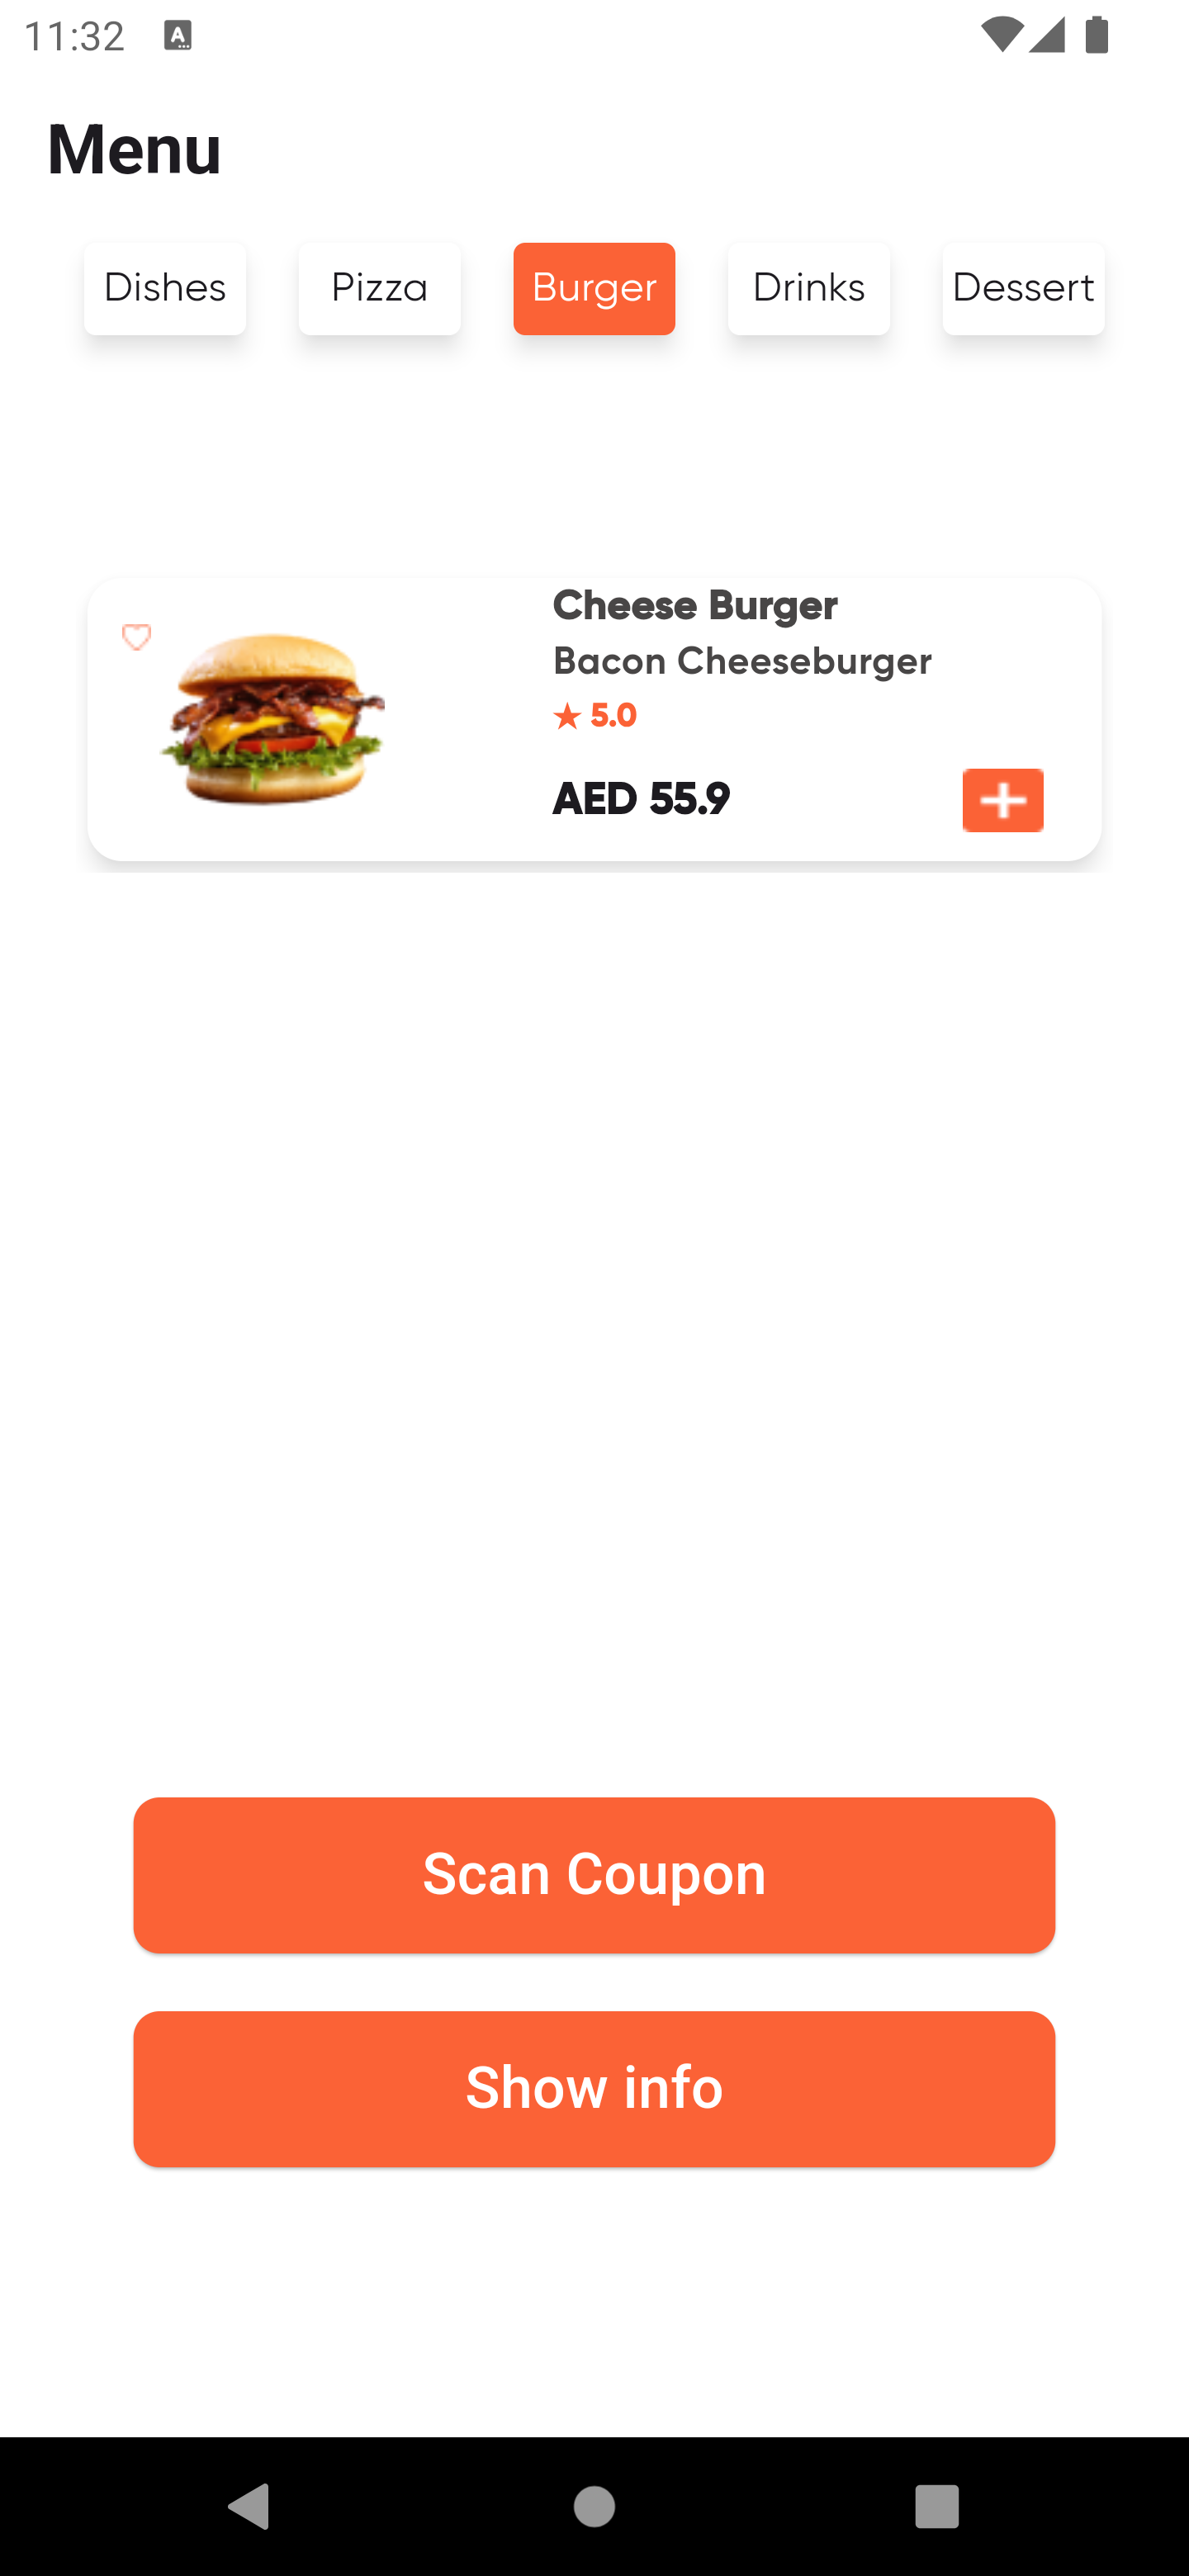 11:32
Menu
Dishes Pizza Burger Drinks Dessert
Cheese Burger
Bacon Cheeseburger
★ 5.0
AED 55.9
Scan Coupon
Show info